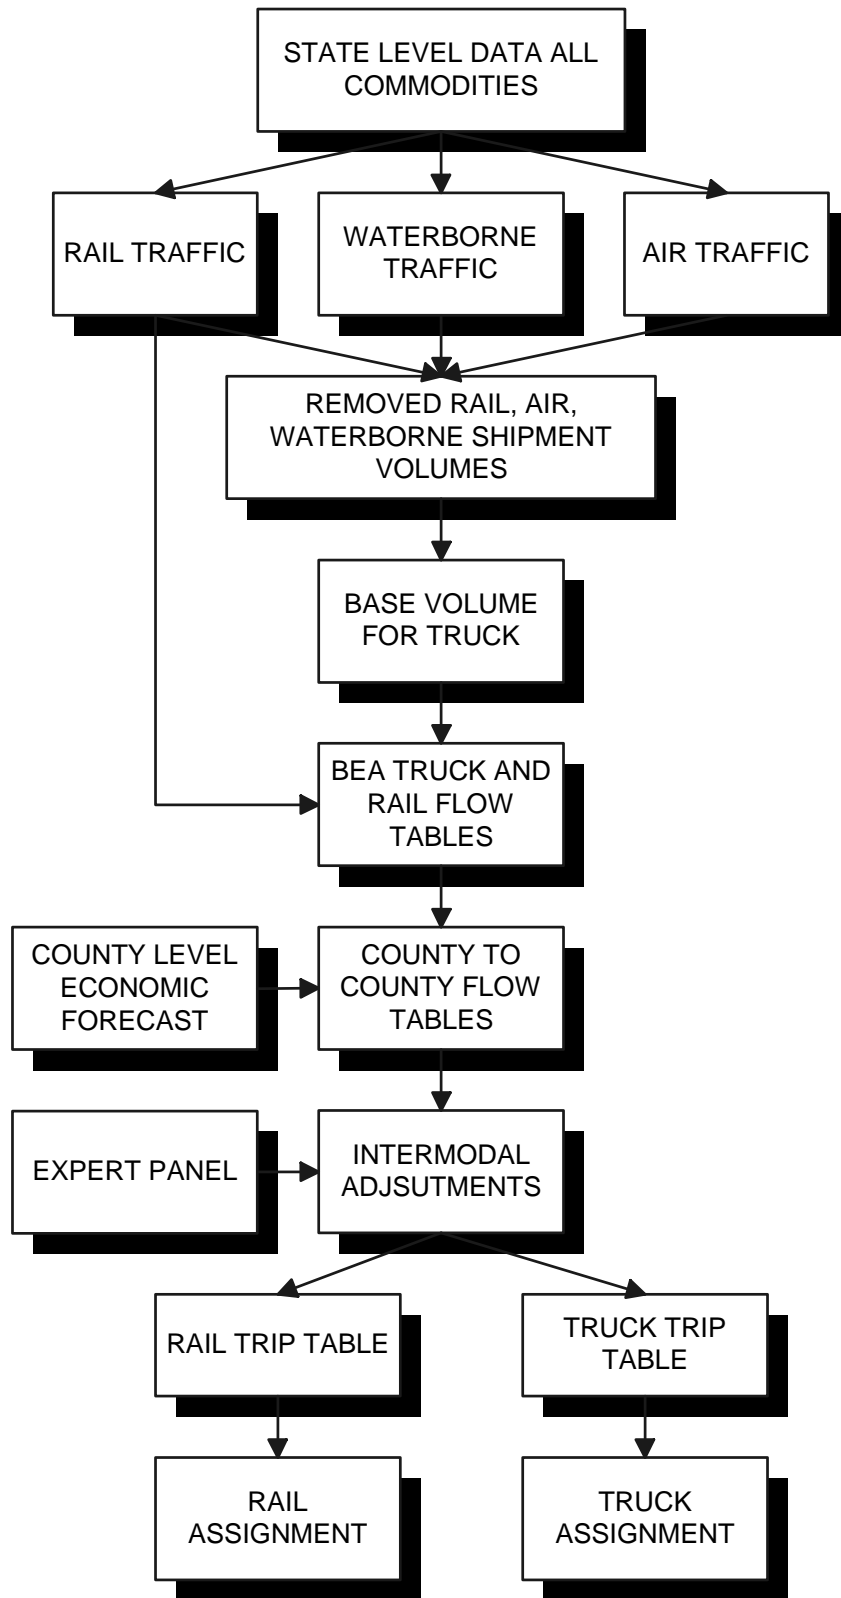 STATE LEVEL DATA ALL
COMMODITIES
RAIL TRAFFIC
WATERBORNE
TRAFFIC
AIR TRAFFIC
REMOVED RAIL, AIR,
WATERBORNE SHIPMENT
VOLUMES
BASE VOLUME
FOR TRUCK
BEA TRUCK AND
RAIL FLOW
TABLES
COUNTY LEVEL
ECONOMIC
FORECAST
COUNTY TO
COUNTY FLOW
TABLES
EXPERT PANEL
INTERMODAL
ADJSUTMENTS
RAIL TRIP TABLE
TRUCK TRIP
TABLE
RAIL
ASSIGNMENT
TRUCK
ASSIGNMENT